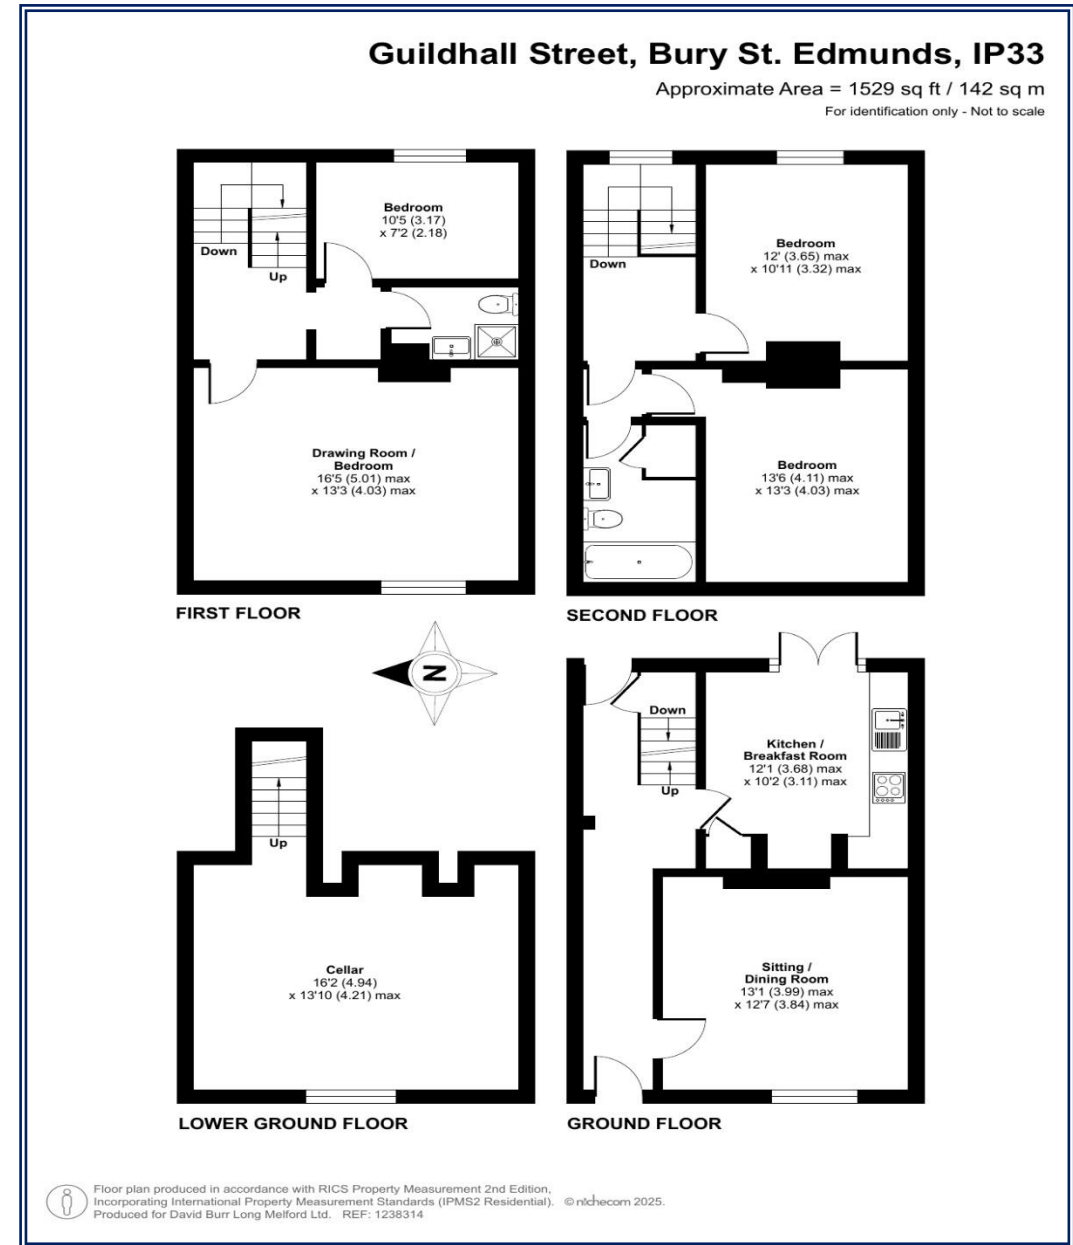 Guildhall Street, Bury St. Edmunds, IP33
Approximate Area = 1529 sq ft / 142 sq m
For identification only - Not to scale
Bedroom
10'5 (3.17)
x 7'2 (2.18)
Down
Up
Drawing Room /
Bedroom
16'5 (5.01) max
x 13'3 (4.03) max
FIRST FLOOR
Bedroom
12' (3.65) max
x 10'11 (3.32) max
Down
Bedroom
13'6 (4.11) max
x 13'3 (4.03) max
SECOND FLOOR
N
Up
Cellar
16'2 (4.94)
x 13'10 (4.21) max
LOWER GROUND FLOOR
Down
Up
Kitchen /
Breakfast Room
12'1 (3.68) max
x 10'2 (3.11) max
Sitting /
Dining Room
13'1 (3.99) max
x 12'7 (3.84) max
GROUND FLOOR
Floor plan produced in accordance with RICS Property Measurement 2nd Edition,
Incorporating International Property Measurement Standards (IPMS2 Residential). © nichecom 2025.
Produced for David Burr Long Melford Ltd. REF: 1238314